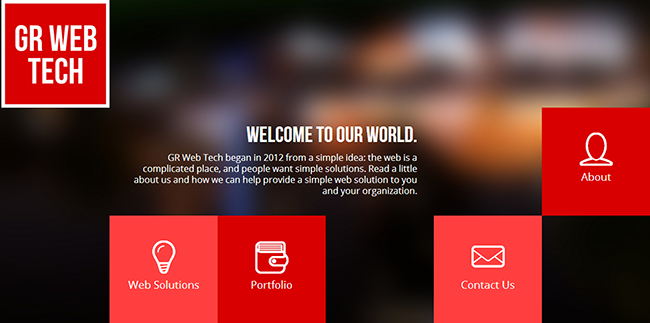 GR WEB
TECH
WELCOME TO OUR WORLD.
GR Web Tech began in 2012 from a simple idea: the web is a
complicated place, and people want simple solutions. Read a little
about us and how we can help provide a simple web solution to you
and your organization.
About
Web Solutions
Portfolio
Contact Us